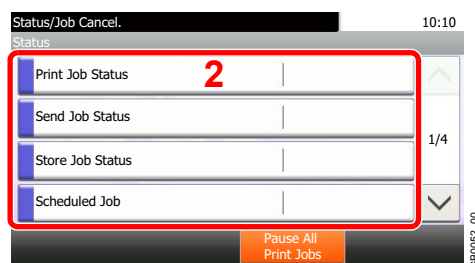 Status/Job Cancel.
10:10
Status
Print Job Status
2
Send Job Status
1/4
Store Job Status
Scheduled Job
Pause All
Print Jobs